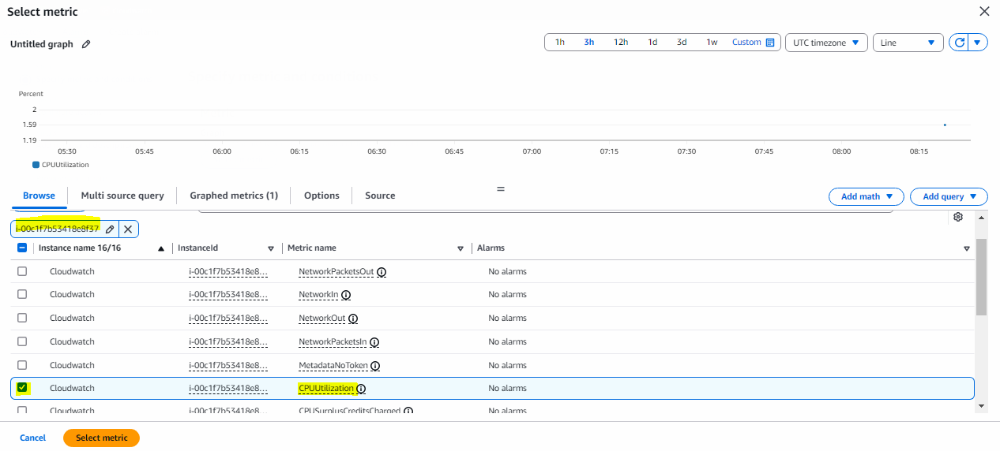 Select metric
Untitled graph
1h 3h 12h 1d 3d 1w Custom UTC timezone Line
Percent
2
1.59
1.19
05:30 05:45 06:00 06:15 06:30 06:45 07:00 07:15 07:30 07:45 08:00 08:15
CPUUtilization
Browse Multi source query Graphed metrics (1) Options Source Add math Add query
i-00c1f7b53418e8f37
Instance name 16/16 InstanceId Metric name Alarms
Cloudwatch i-00c1f7b53418e8... NetworkPacketsOut No alarms
Cloudwatch i-00c1f7b53418e8... NetworkIn No alarms
Cloudwatch i-00c1f7b53418e8... NetworkOut No alarms
Cloudwatch i-00c1f7b53418e8... NetworkPacketsIn No alarms
Cloudwatch i-00c1f7b53418e8... MetadataNoToken No alarms
Cloudwatch i-00c1f7b53418e8... CPUUtilization No alarms
Cloudwatch i-00c1f7b53418e8... CPUSurplusCreditsCharged No alarms
Cancel Select metric